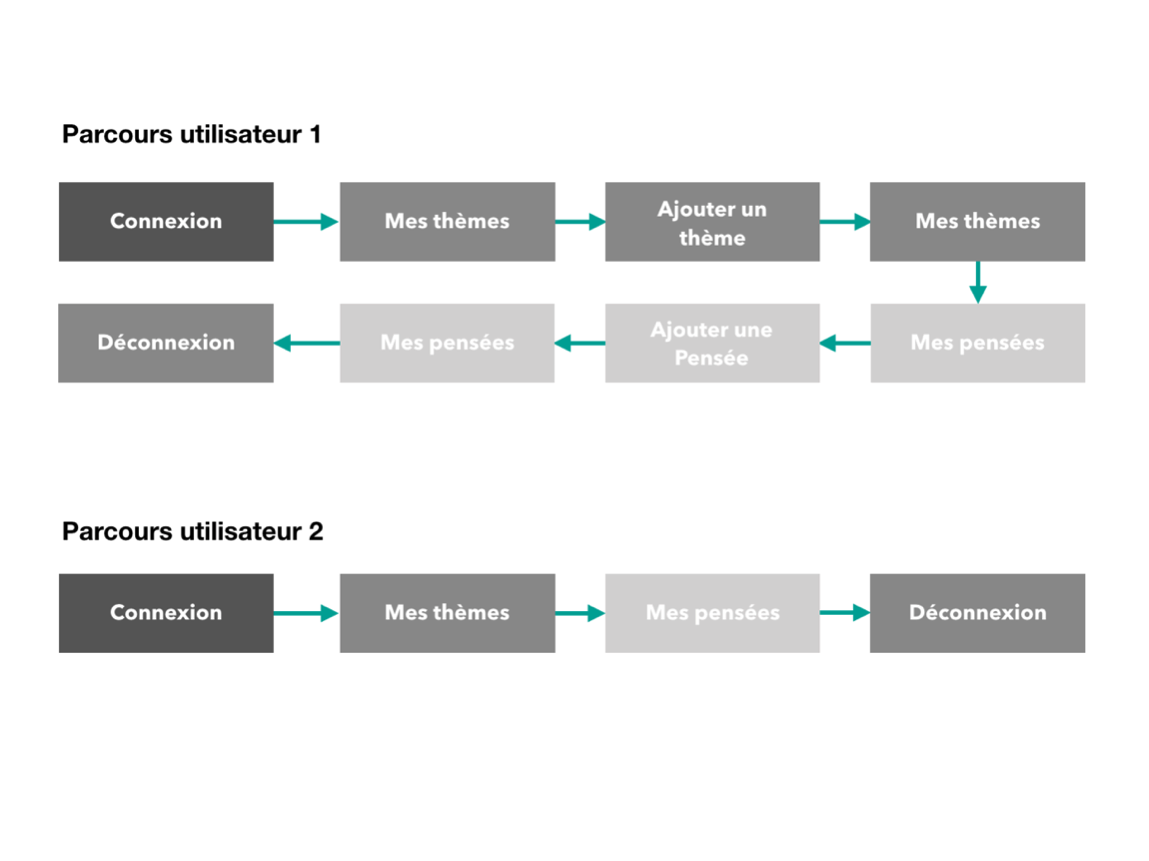 Parcours utilisateur 1
Connexion
Mes thèmes
Ajouter un
thème
Mes thèmes
Déconnexion
Mes pensées
Ajouter une
Pensée
Mes pensées
Parcours utilisateur 2
Connexion
Mes thèmes
Mes pensées
Déconnexion